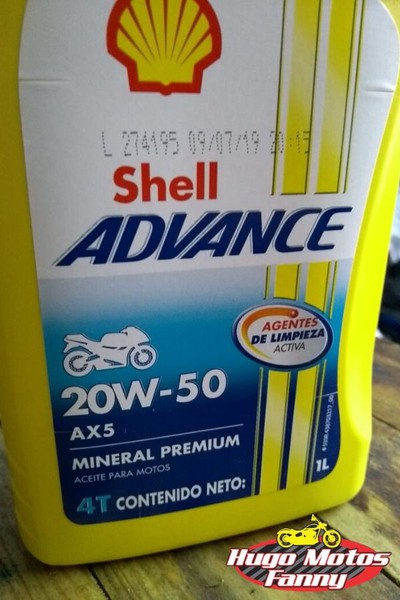 L 274195 09/07/19 20:15
Shell
ADVANCE
AGENTES
DE LIMPIEZA
ACTIVA
20W-50
AX5
MINERAL PREMIUM
ACEITE PARA MOTOS
4T CONTENIDO NETO:
1L
Hugo Motos
Fanny